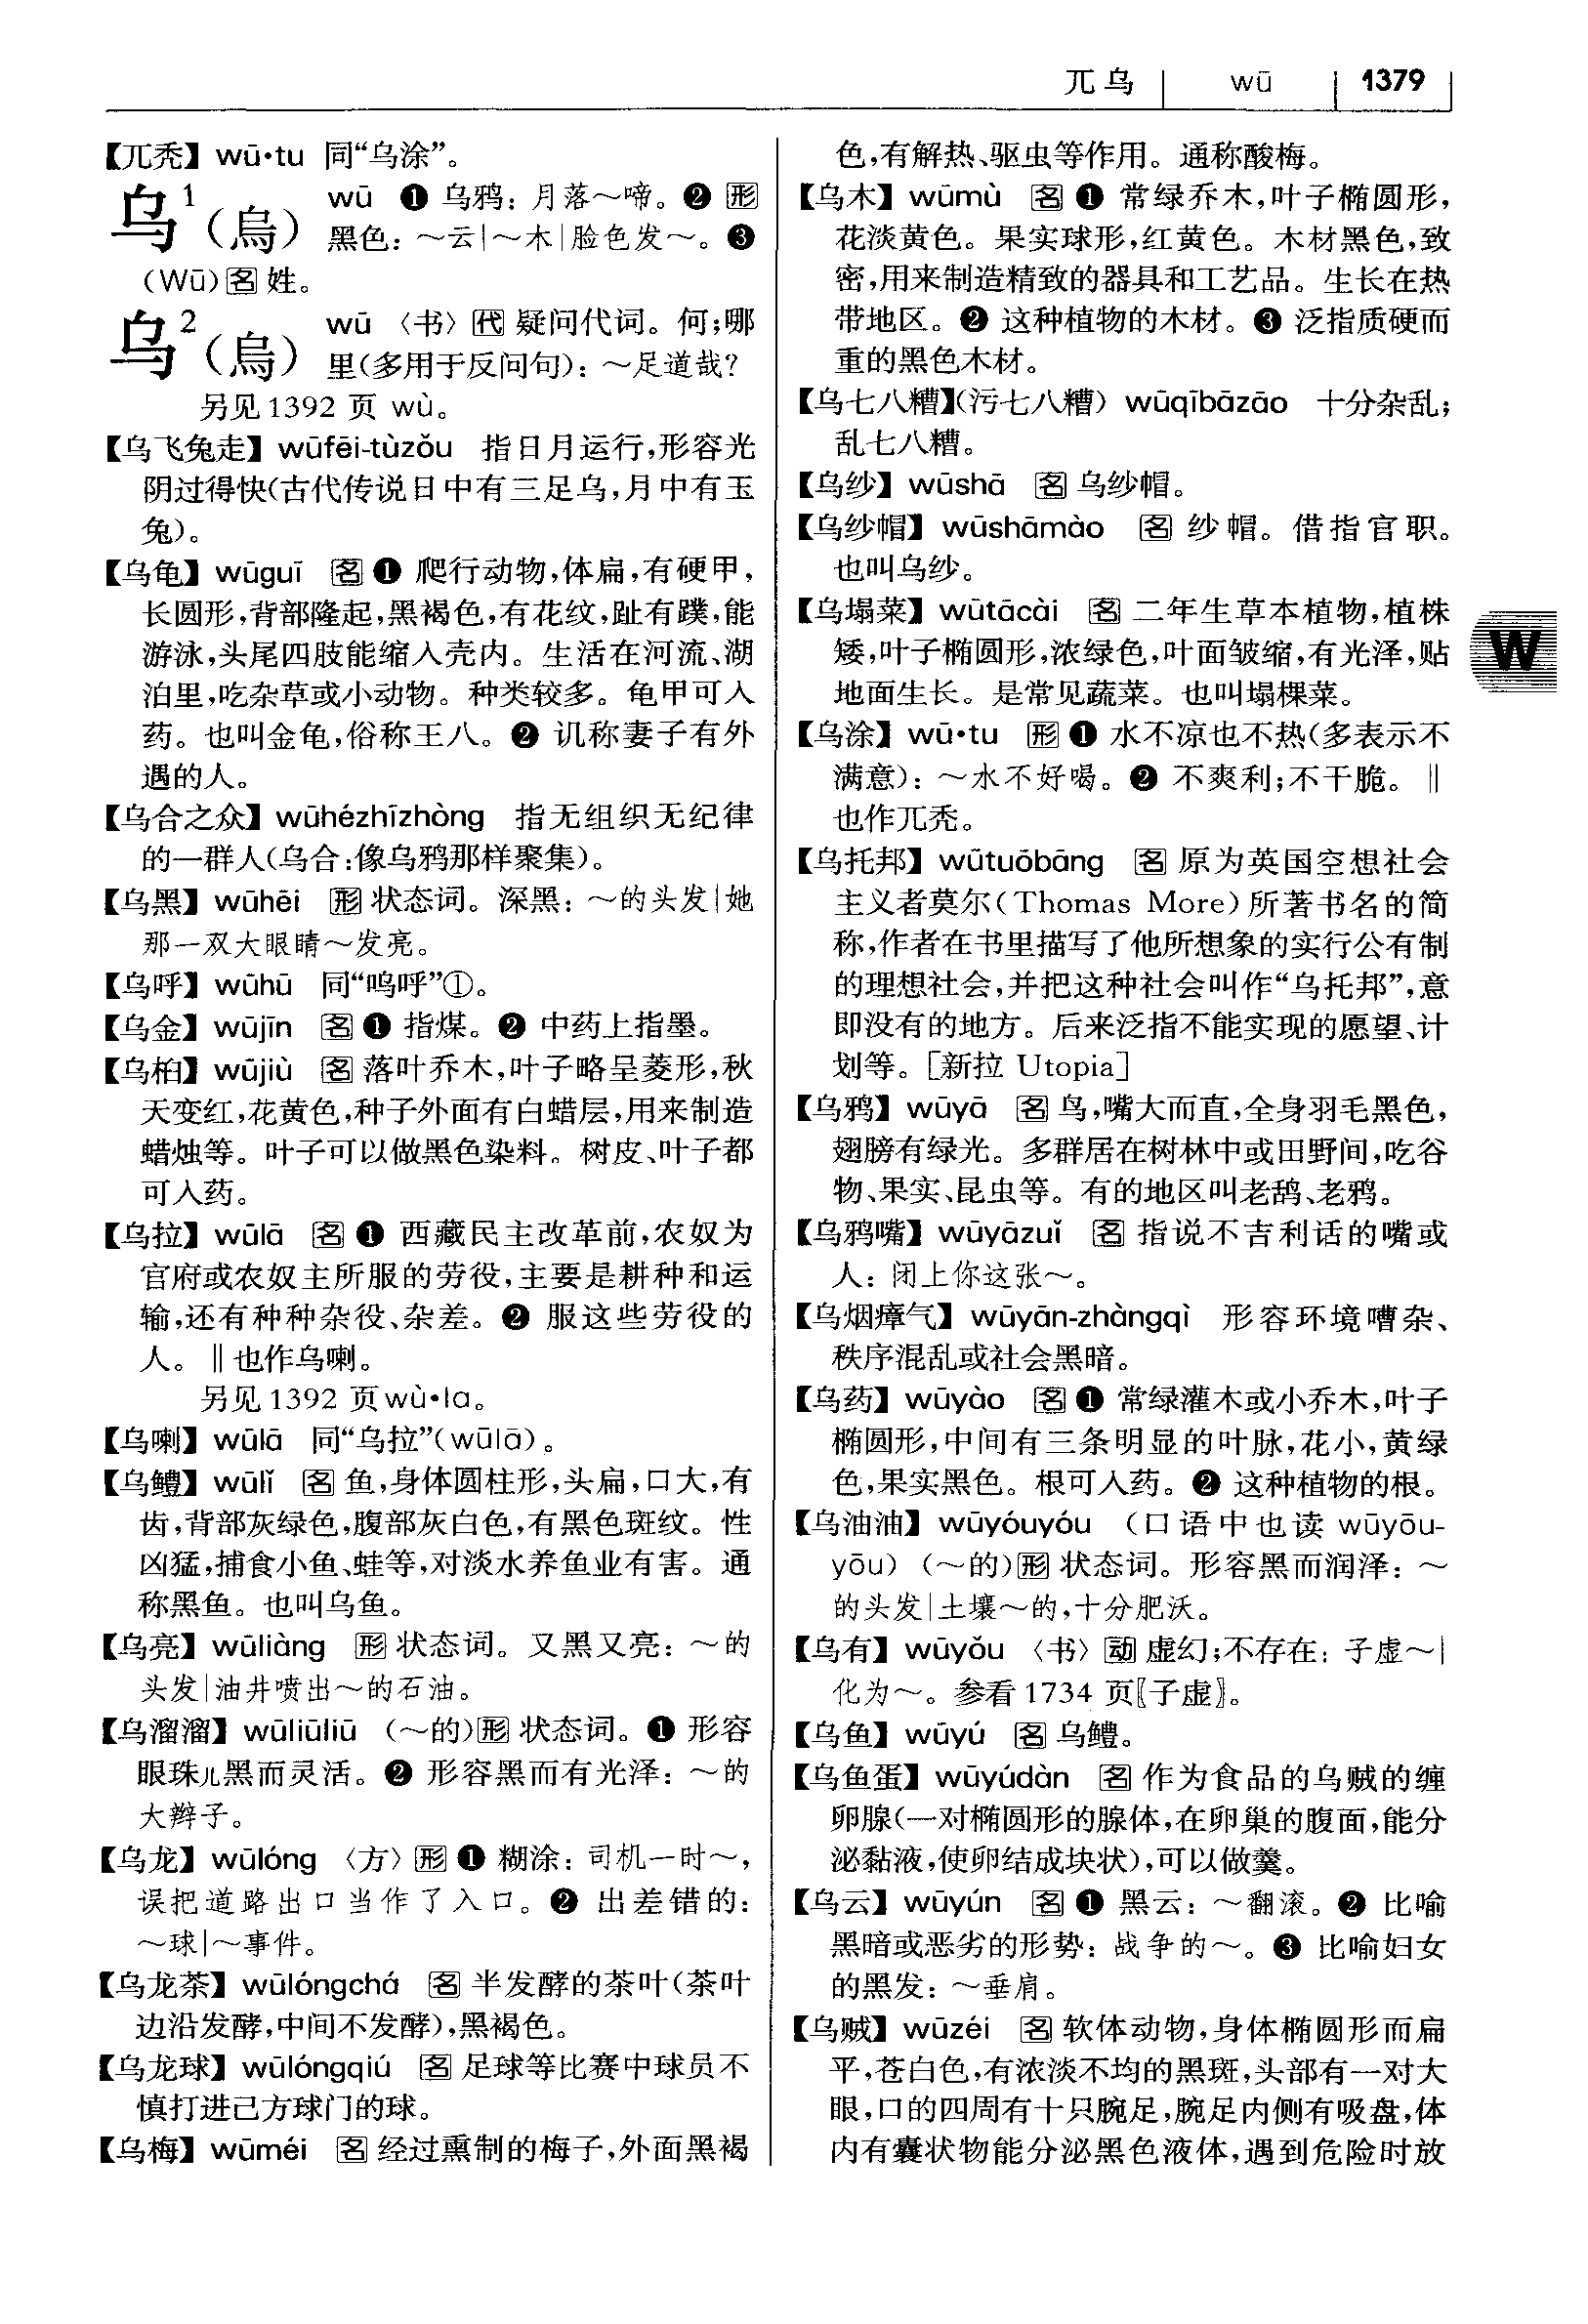 兀乌 wū 1379
【兀秃】wū·tu 同“乌涂”。
乌¹(烏) wū ❶ 乌鸦：月落～啼。❷ 形
黑色：～云|～木|脸色发～。❸
(Wū)名 姓。
乌²(烏) wū 〈书〉代 疑问代词。何;哪
里(多用于反问句)：～足道哉?
另见1392 页 wù。
【乌飞兔走】wūfēi-tùzǒu 指日月运行,形容光
阴过得快(古代传说日中有三足乌,月中有玉
兔)。
【乌龟】wūguī 名 ❶ 爬行动物,体扁,有硬甲,
长圆形,背部隆起,黑褐色,有花纹,趾有蹼,能
游泳,头尾四肢能缩入壳内。生活在河流、湖
泊里,吃杂草或小动物。种类较多。龟甲可入
药。也叫金龟,俗称王八。❷ 讥称妻子有外
遇的人。
【乌合之众】wūhézhīzhòng 指无组织无纪律
的一群人(乌合:像乌鸦那样聚集)。
【乌黑】wūhēi 形 状态词。深黑：～的头发|她
那一双大眼睛～发亮。
【乌呼】wūhū 同“呜呼”①。
【乌金】wūjīn 名 ❶ 指煤。❷ 中药上指墨。
【乌桕】wūjiù 名 落叶乔木,叶子略呈菱形,秋
天变红,花黄色,种子外面有白蜡层,用来制造
蜡烛等。叶子可以做黑色染料。树皮、叶子都
可入药。
【乌拉】wūlā 名 ❶ 西藏民主改革前,农奴为
官府或农奴主所服的劳役,主要是耕种和运
输,还有种种杂役、杂差。❷ 服这些劳役的
人。‖也作乌喇。
另见1392 页wù·la。
【乌喇】wūlā 同“乌拉”(wūlā)。
【乌鳢】wūlǐ 名 鱼,身体圆柱形,头扁,口大,有
齿,背部灰绿色,腹部灰白色,有黑色斑纹。性
凶猛,捕食小鱼、蛙等,对淡水养鱼业有害。通
称黑鱼。也叫乌鱼。
【乌亮】wūliàng 形 状态词。又黑又亮：～的
头发|油井喷出～的石油。
【乌溜溜】wūliūliū (～的)形 状态词。❶ 形容
眼珠儿黑而灵活。❷ 形容黑而有光泽：～的
大辫子。
【乌龙】wūlóng 〈方〉形 ❶ 糊涂：司机一时～,
误把道路出口当作了入口。❷ 出差错的：
～球|～事件。
【乌龙茶】wūlóngchá 名 半发酵的茶叶(茶叶
边沿发酵,中间不发酵),黑褐色。
【乌龙球】wūlóngqiú 名 足球等比赛中球员不
慎打进己方球门的球。
【乌梅】wūméi 名 经过熏制的梅子,外面黑褐
色,有解热、驱虫等作用。通称酸梅。
【乌木】wūmù 名 ❶ 常绿乔木,叶子椭圆形,
花淡黄色。果实球形,红黄色。木材黑色,致
密,用来制造精致的器具和工艺品。生长在热
带地区。❷ 这种植物的木材。❸ 泛指质硬而
重的黑色木材。
【乌七八糟】(污七八糟) wūqībāzāo 十分杂乱;
乱七八糟。
【乌纱】wūshā 名 乌纱帽。
【乌纱帽】wūshāmào 名 纱帽。借指官职。
也叫乌纱。
【乌塌菜】wūtācài 名 二年生草本植物,植株
矮,叶子椭圆形,浓绿色,叶面皱缩,有光泽,贴
地面生长。是常见蔬菜。也叫塌棵菜。
W
【乌涂】wū·tu 形 ❶ 水不凉也不热(多表示不
满意)：～水不好喝。❷ 不爽利;不干脆。‖
也作兀秃。
【乌托邦】wūtuōbāng 名 原为英国空想社会
主义者莫尔(Thomas More)所著书名的简
称,作者在书里描写了他所想象的实行公有制
的理想社会,并把这种社会叫作“乌托邦”,意
即没有的地方。后来泛指不能实现的愿望、计
划等。[新拉 Utopia]
【乌鸦】wūyā 名 鸟,嘴大而直,全身羽毛黑色,
翅膀有绿光。多群居在树林中或田野间,吃谷
物、果实、昆虫等。有的地区叫老鸹、老鸦。
【乌鸦嘴】wūyāzuǐ 名 指说不吉利话的嘴或
人：闭上你这张～。
【乌烟瘴气】wūyān-zhàngqì 形容环境嘈杂、
秩序混乱或社会黑暗。
【乌药】wūyào 名 ❶ 常绿灌木或小乔木,叶子
椭圆形,中间有三条明显的叶脉,花小,黄绿
色,果实黑色。根可入药。❷ 这种植物的根。
【乌油油】wūyóuyóu (口语中也读 wūyōu-
yōu) (～的)形 状态词。形容黑而润泽：～
的头发|土壤～的,十分肥沃。
【乌有】wūyǒu 〈书〉动 虚幻;不存在：子虚～|
化为～。参看1734 页〖子虚〗。
【乌鱼】wūyú 名 乌鳢。
【乌鱼蛋】wūyúdàn 名 作为食品的乌贼的缠
卵腺(一对椭圆形的腺体,在卵巢的腹面,能分
泌黏液,使卵结成块状),可以做羹。
【乌云】wūyún 名 ❶ 黑云：～翻滚。❷ 比喻
黑暗或恶劣的形势：战争的～。❸ 比喻妇女
的黑发：～垂肩。
【乌贼】wūzéi 名 软体动物,身体椭圆形而扁
平,苍白色,有浓淡不均的黑斑,头部有一对大
眼,口的四周有十只腕足,腕足内侧有吸盘,体
内有囊状物能分泌黑色液体,遇到危险时放